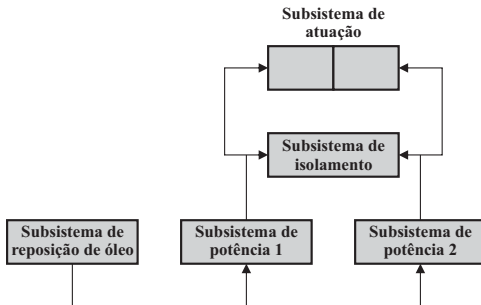 Subsistema de
atuação
Subsistema de
isolamento
Subsistema de
reposição de óleo
Subsistema de
potência 1
Subsistema de
potência 2